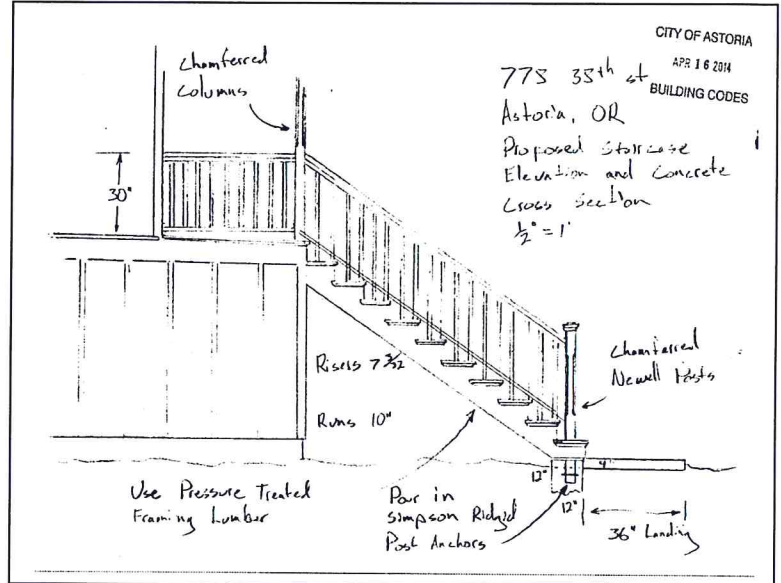 CITY OF ASTORIA
APR 16 2014
BUILDING CODES
775 35th st
Astoria, OR
Proposed Staircase
Elevation and Concrete
Cross Section
1/2" = 1'
Chamferred
Columns
30"
Risers 7 3/32
Runs 10"
Chamfarred
Newell Posts
Use Pressure Treated
Framing Lumber
Pour in
Simpson Ridgid
Post Anchors
12"
12"
4"
36" Landing